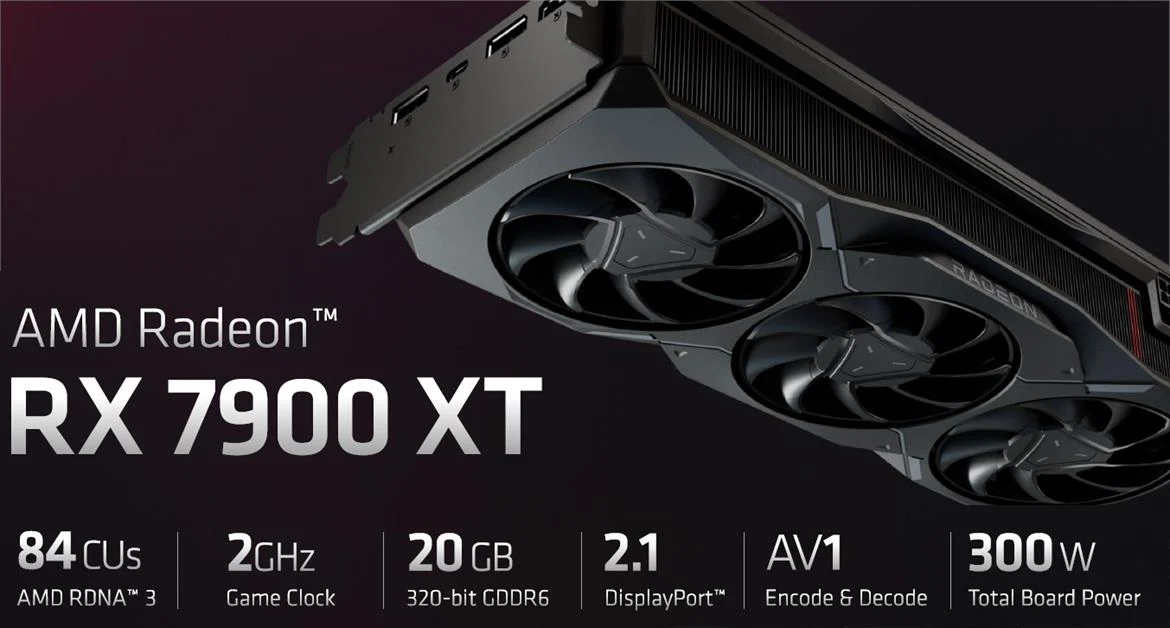 RADEON
AMD Radeon™
RX 7900 XT
84 CUs
AMD RDNA™ 3
2GHz
Game Clock
20 GB
320-bit GDDR6
2.1
DisplayPort™
AV1
Encode & Decode
300 W
Total Board Power